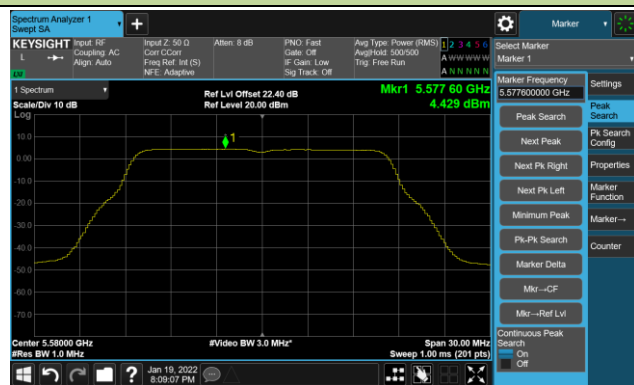 Spectrum Analyzer 1
Swept SA
Marker
KEYSIGHT
L
LM
Input: RF
Coupling: AC
Align: Auto
Input Z: 50 Ω
Corr CCorr
Freq Ref: Int (S)
NFE: Adaptive
Atten: 8 dB
PNO: Fast
Gate: Off
IF Gain: Low
Sig Track: Off
Avg Type: Power (RMS)
Avg|Hold: 500/500
Trig: Free Run
1 2 3 4 5 6
A W W W W W
A N N N N N
Select Marker
Marker 1
1 Spectrum
Scale/Div 10 dB
Log
Ref Lvl Offset 22.40 dB
Ref Level 20.00 dBm
Mkr1 5.577 60 GHz
4.429 dBm
1
10.0
0.00
-10.0
-20.0
-30.0
-40.0
-50.0
-60.0
-70.0
Center 5.58000 GHz
#Res BW 1.0 MHz
#Video BW 3.0 MHz*
Span 30.00 MHz
Sweep 1.00 ms (201 pts)
Marker Frequency
5.577600000 GHz
Peak Search
Next Peak
Next Pk Right
Next Pk Left
Minimum Peak
Pk-Pk Search
Marker Delta
Mkr→CF
Mkr→Ref Lvl
Continuous Peak
Search
On
Off
Settings
Peak
Search
Pk Search
Config
Properties
Marker
Function
Marker→
Counter
?
Jan 19, 2022
8:09:07 PM